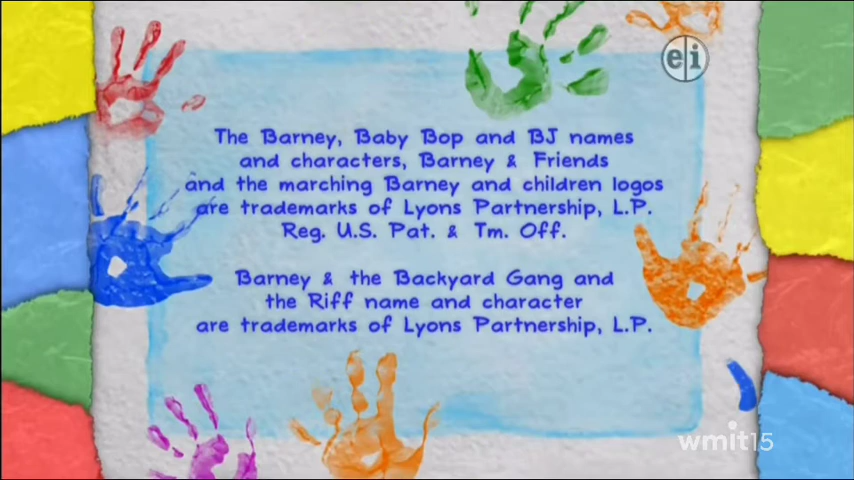 e i
The Barney, Baby Bop and BJ names
and characters, Barney & Friends
and the marching Barney and children logos
are trademarks of Lyons Partnership, L.P.
Reg. U.S. Pat. & Tm. Off.
Barney & the Backyard Gang and
the Riff name and character
are trademarks of Lyons Partnership, L.P.
wmit15